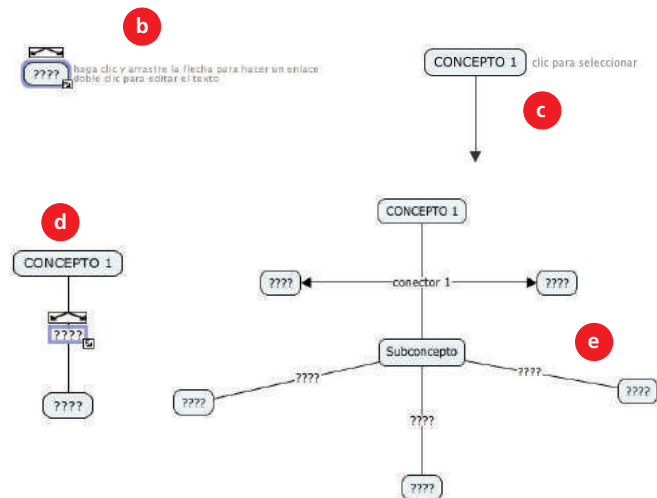 b
????
haga clic y arrastre la flecha para hacer un enlace
doble clic para editar el texto
CONCEPTO 1
clic para seleccionar
c
d
CONCEPTO 1
????
????
CONCEPTO 1
???? conector 1 ????
Subconcepto
e
???? ????
???? ????
????
????